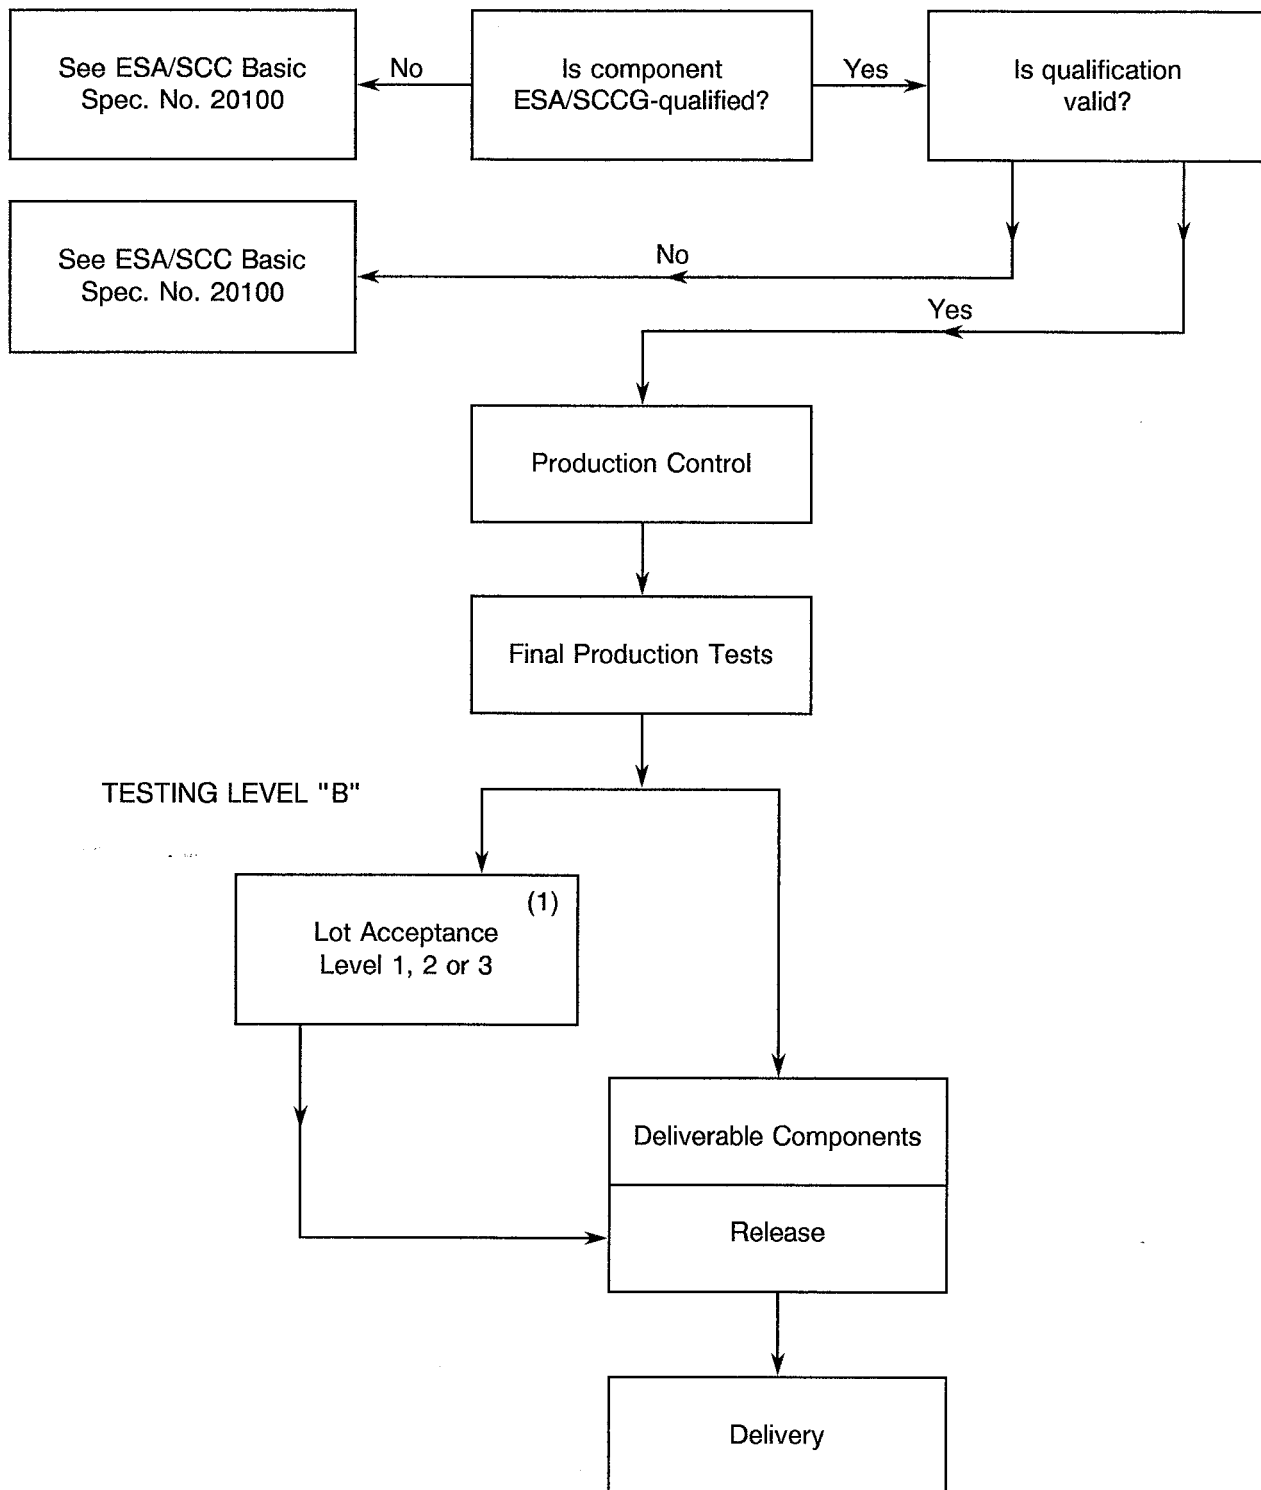 See ESA/SCC Basic
Spec. No. 20100
No
Is component
ESA/SCCG-qualified?
Yes
Is qualification
valid?
See ESA/SCC Basic
Spec. No. 20100
No
Yes
Production Control
Final Production Tests
TESTING LEVEL "B"
(1)
Lot Acceptance
Level 1, 2 or 3
Deliverable Components
Release
Delivery